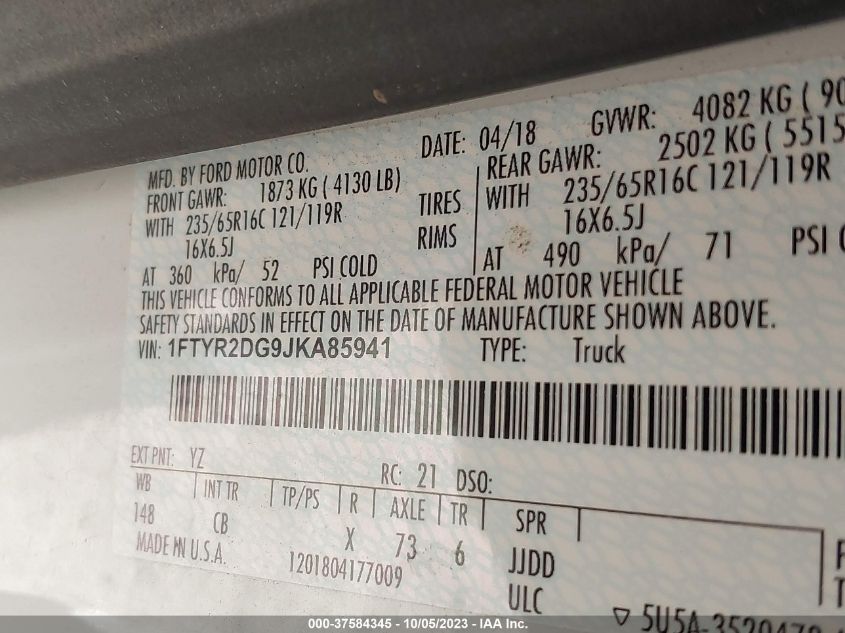 MFD. BY FORD MOTOR CO. DATE: 04/18 GVWR: 4082 KG ( 90
FRONT GAWR: 1873 KG ( 4130 LB) REAR GAWR: 2502 KG ( 5515
WITH 235/65R16C 121/119R TIRES WITH 235/65R16C 121/119R
16X6.5J RIMS 16X6.5J
AT 360 kPa/ 52 PSI COLD AT 490 kPa/ 71 PSI
THIS VEHICLE CONFORMS TO ALL APPLICABLE FEDERAL MOTOR VEHICLE
SAFETY STANDARDS IN EFFECT ON THE DATE OF MANUFACTURE SHOWN ABOVE.
VIN: 1FTYR2DG9JKA85941 TYPE: Truck
EXT PNT: YZ RC: 21 DSO:
WB INT TR TP/PS R AXLE TR SPR
148 CB X 73 6 JJDD
MADE IN U.S.A. 1201804177009 ULC
000-37584345 - 10/05/2023 - IAA Inc.